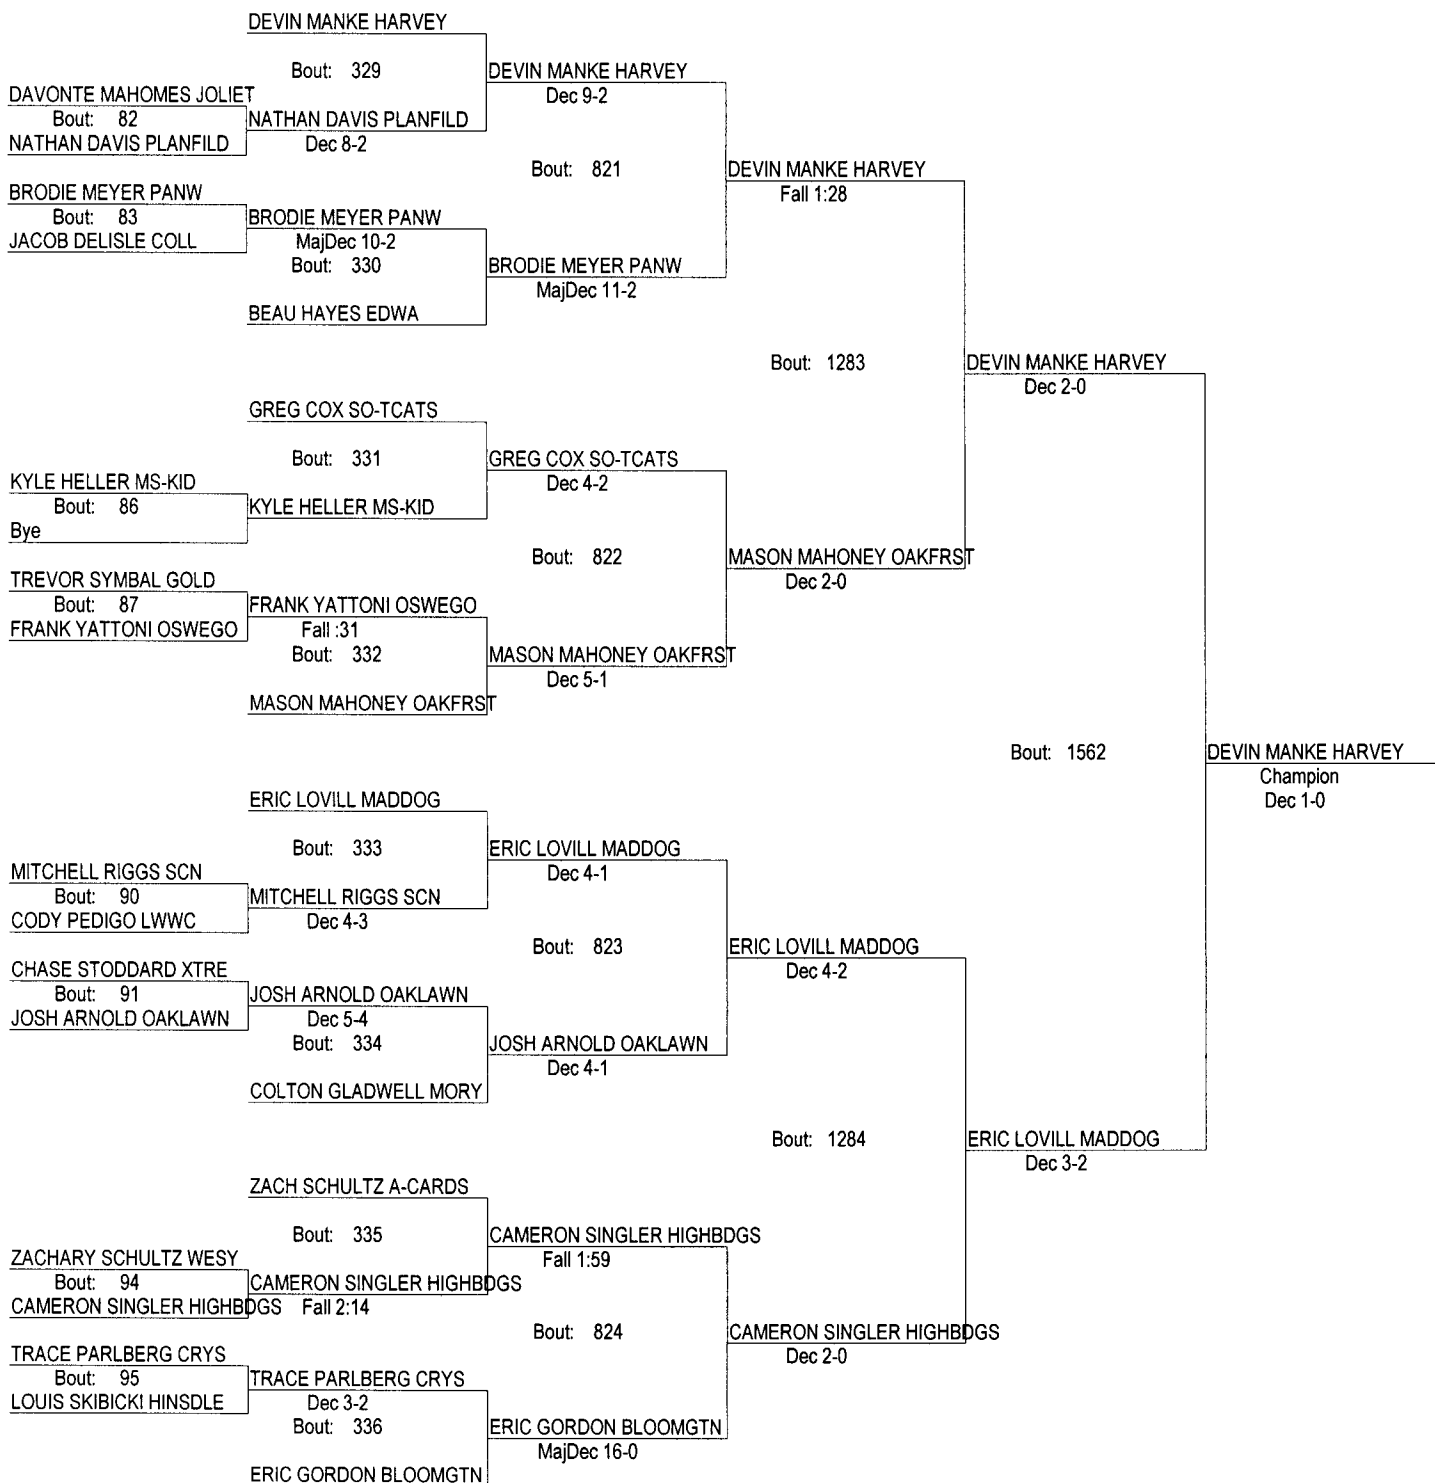 DEVIN MANKE HARVEY
Bout: 329
DEVIN MANKE HARVEY
Dec 9-2
DAVONTE MAHOMES JOLIET
Bout: 82
NATHAN DAVIS PLANFILD
NATHAN DAVIS PLANFILD
Dec 8-2
Bout: 821
DEVIN MANKE HARVEY
Fall 1:28
BRODIE MEYER PANW
Bout: 83
JACOB DELISLE COLL
BRODIE MEYER PANW
MajDec 10-2
Bout: 330
BRODIE MEYER PANW
MajDec 11-2
BEAU HAYES EDWA
Bout: 1283
DEVIN MANKE HARVEY
Dec 2-0
GREG COX SO-TCATS
Bout: 331
GREG COX SO-TCATS
Dec 4-2
KYLE HELLER MS-KID
Bout: 86
Bye
KYLE HELLER MS-KID
Bout: 822
MASON MAHONEY OAKFRST
Dec 2-0
TREVOR SYMBAL GOLD
Bout: 87
FRANK YATTONI OSWEGO
FRANK YATTONI OSWEGO
Fall :31
Bout: 332
MASON MAHONEY OAKFRST
Dec 5-1
MASON MAHONEY OAKFRST
Bout: 1562
DEVIN MANKE HARVEY
Champion
Dec 1-0
ERIC LOVILL MADDOG
Bout: 333
ERIC LOVILL MADDOG
Dec 4-1
MITCHELL RIGGS SCN
Bout: 90
CODY PEDIGO LWWC
MITCHELL RIGGS SCN
Dec 4-3
Bout: 823
ERIC LOVILL MADDOG
Dec 4-2
CHASE STODDARD XTRE
Bout: 91
JOSH ARNOLD OAKLAWN
JOSH ARNOLD OAKLAWN
Dec 5-4
Bout: 334
JOSH ARNOLD OAKLAWN
Dec 4-1
COLTON GLADWELL MORY
Bout: 1284
ERIC LOVILL MADDOG
Dec 3-2
ZACH SCHULTZ A-CARDS
Bout: 335
CAMERON SINGLER HIGHBDGS
Fall 1:59
ZACHARY SCHULTZ WESY
Bout: 94
CAMERON SINGLER HIGHBDGS
CAMERON SINGLER HIGHBDGS
Fall 2:14
Bout: 824
CAMERON SINGLER HIGHBDGS
Dec 2-0
TRACE PARLBERG CRYS
Bout: 95
LOUIS SKIBICKI HINSDLE
TRACE PARLBERG CRYS
Dec 3-2
Bout: 336
ERIC GORDON BLOOMGTN
MajDec 16-0
ERIC GORDON BLOOMGTN